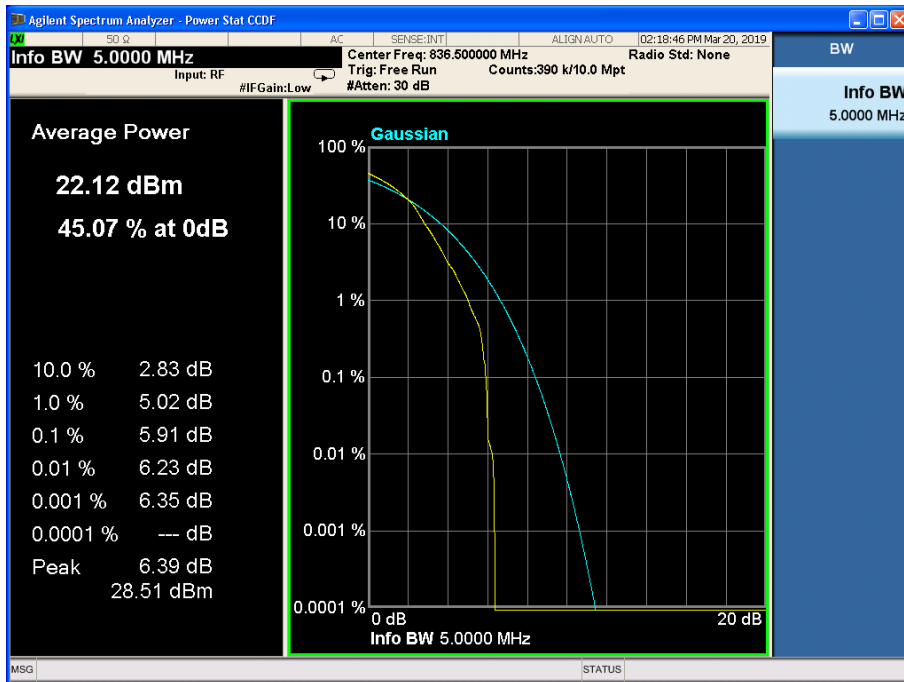 Agilent Spectrum Analyzer - Power Stat CCDF
LXI 50 Ω AC SENSE:INT ALIGN AUTO 02:18:46 PM Mar 20, 2019
Info BW 5.0000 MHz
Center Freq: 836.500000 MHz Radio Std: None
Input: RF Trig: Free Run Counts:390 k/10.0 Mpt
#IFGain:Low #Atten: 30 dB
BW
Info BW
5.0000 MHz
Average Power
22.12 dBm
45.07 % at 0dB
10.0 % 2.83 dB
1.0 % 5.02 dB
0.1 % 5.91 dB
0.01 % 6.23 dB
0.001 % 6.35 dB
0.0001 % --- dB
Peak 6.39 dB
28.51 dBm
Gaussian
100 %
10 %
1 %
0.1 %
0.01 %
0.001 %
0.0001 %
0 dB 20 dB
Info BW 5.0000 MHz
MSG STATUS